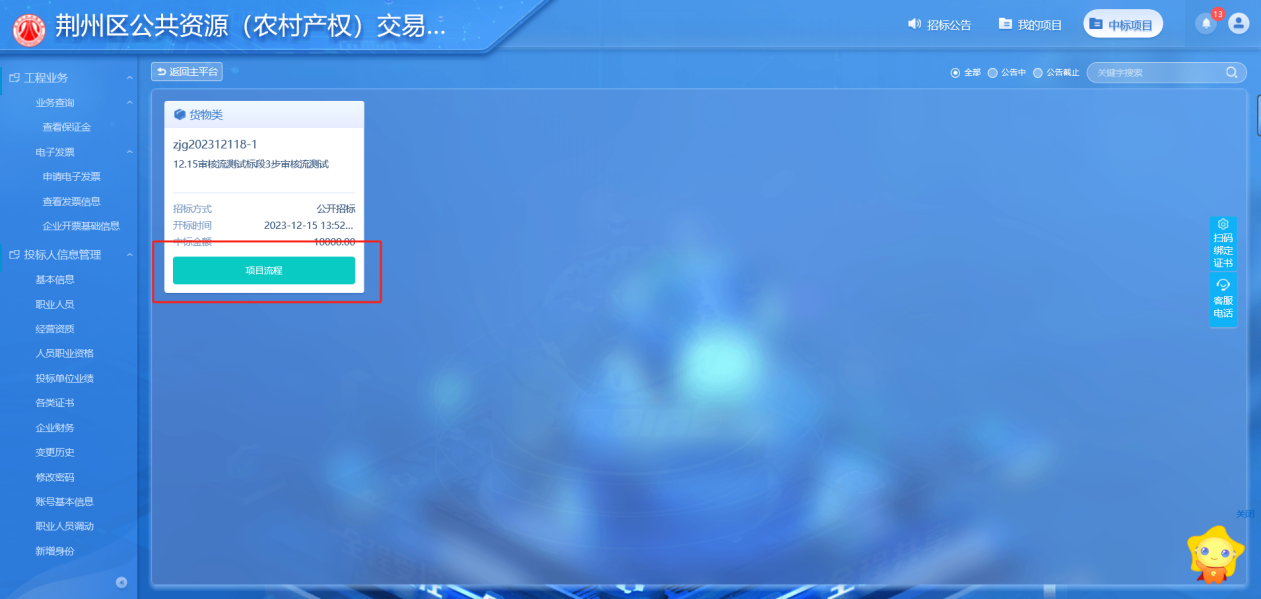 荆州区公共资源（农村产权）交易...
招标公告
我的项目
中标项目
13
工程业务
业务查询
查看保证金
电子发票
申请电子发票
查看发票信息
企业开票基础信息
投标人信息管理
基本信息
职业人员
经营资质
人员职业资格
投标单位业绩
各类证书
企业财务
变更历史
修改密码
账号基本信息
职业人员调动
新增身份
返回主平台
全部 公告中 公告截止 关键字搜索
货物类
zjg202312118-1
12.15审核流测试标段3步审核流测试
招标方式 公开招标
开标时间 2023-12-15 13:52...
中标金额 10000.00
项目流程
扫码
绑定
证书
客服
电话
关闭